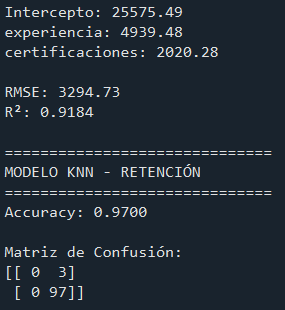 Intercepto: 25575.49
experiencia: 4939.48
certificaciones: 2020.28
RMSE: 3294.73
R²: 0.9184
==============================
MODELO KNN - RETENCIÓN
==============================
Accuracy: 0.9700
Matriz de Confusión:
[[ 0  3]
 [ 0 97]]